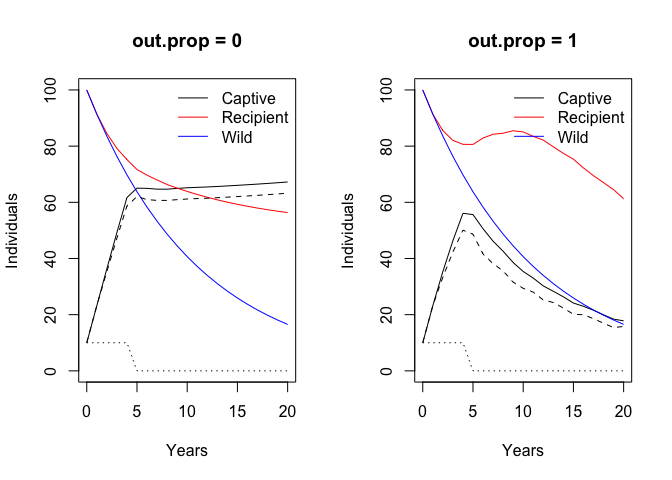 out.prop = 0
Individuals
100
80
60
40
20
0
Captive
Recipient
Wild
0 5 10 15 20
Years
out.prop = 1
Individuals
100
80
60
40
20
0
Captive
Recipient
Wild
0 5 10 15 20
Years